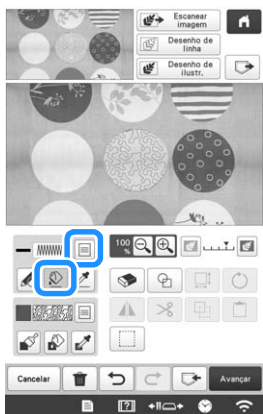 Escanear
imagem
Desenho de
linha
Desenho de
ilustr.
100
%
Cancelar
Avançar
?